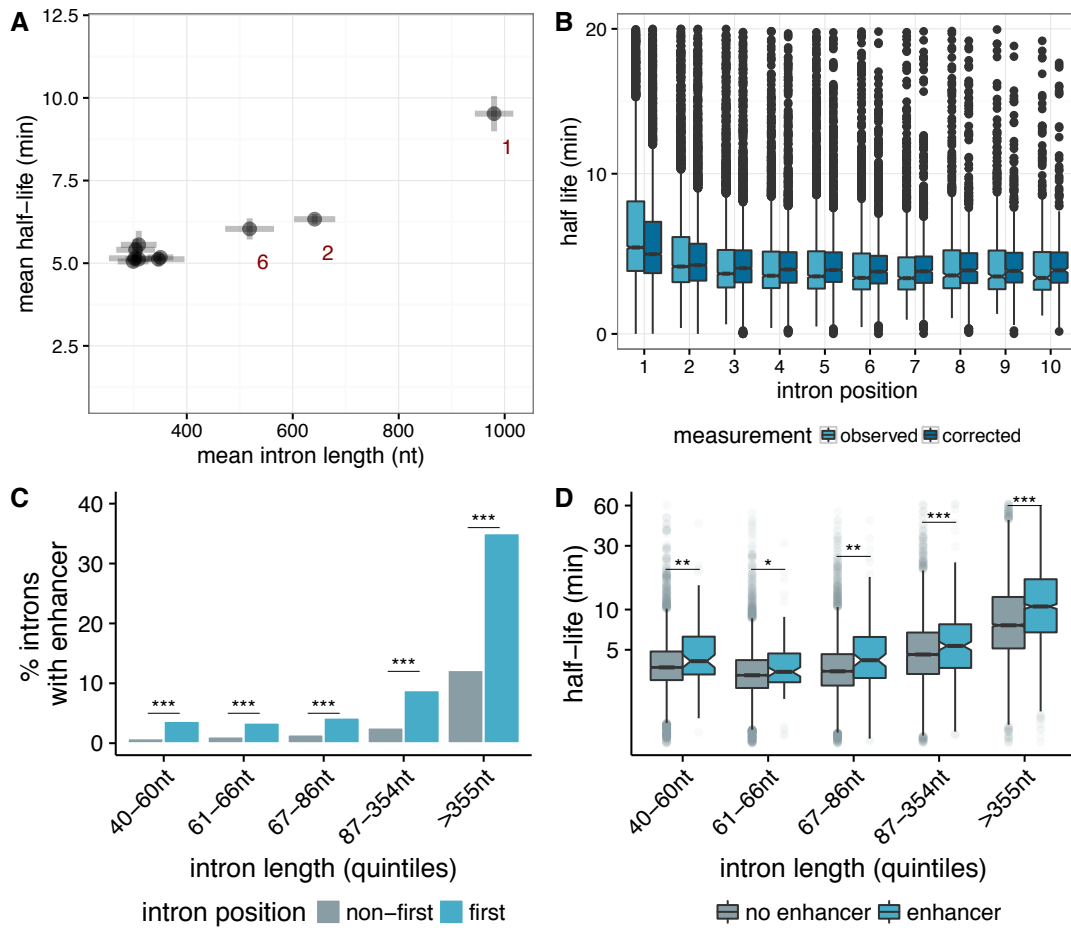 A
12.5
10.0
7.5
5.0
2.5
mean half-life (min)
1
2
6
400
600
800
1000
mean intron length (nt)
B
20
10
0
half life (min)
1 2 3 4 5 6 7 8 9 10
intron position
measurement observed corrected
C
40
30
20
10
0
% introns
with enhancer
***
***
***
***
***
40−60nt
61−66nt
67−86nt
87−354nt
>355nt
intron length (quintiles)
intron position non−first first
D
60
30
10
5
half-life (min)
**
*
**
***
***
40−60nt
61−66nt
67−86nt
87−354nt
>355nt
intron length (quintiles)
no enhancer enhancer